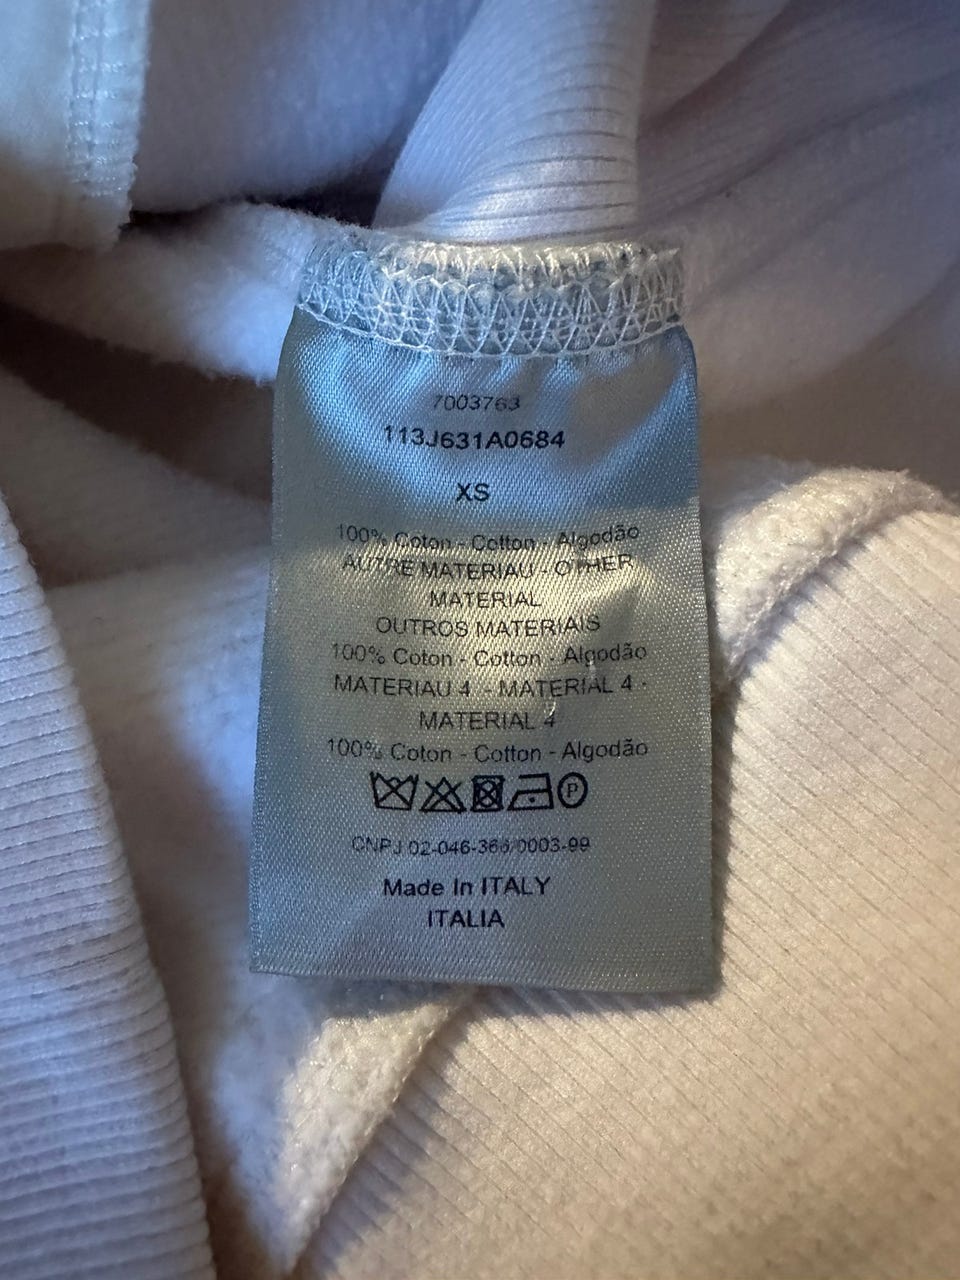 7003763
113J631A0684
XS
100% Coton - Cotton - Algodão
AUTRE MATERIAU - OTHER
MATERIAL
OUTROS MATERIAIS
100% Coton - Cotton - Algodão
MATERIAU 4 - MATERIAL 4 -
MATERIAL 4
100% Coton - Cotton - Algodão
P
CNPJ 02-046-366/0003-99
Made In ITALY
ITALIA